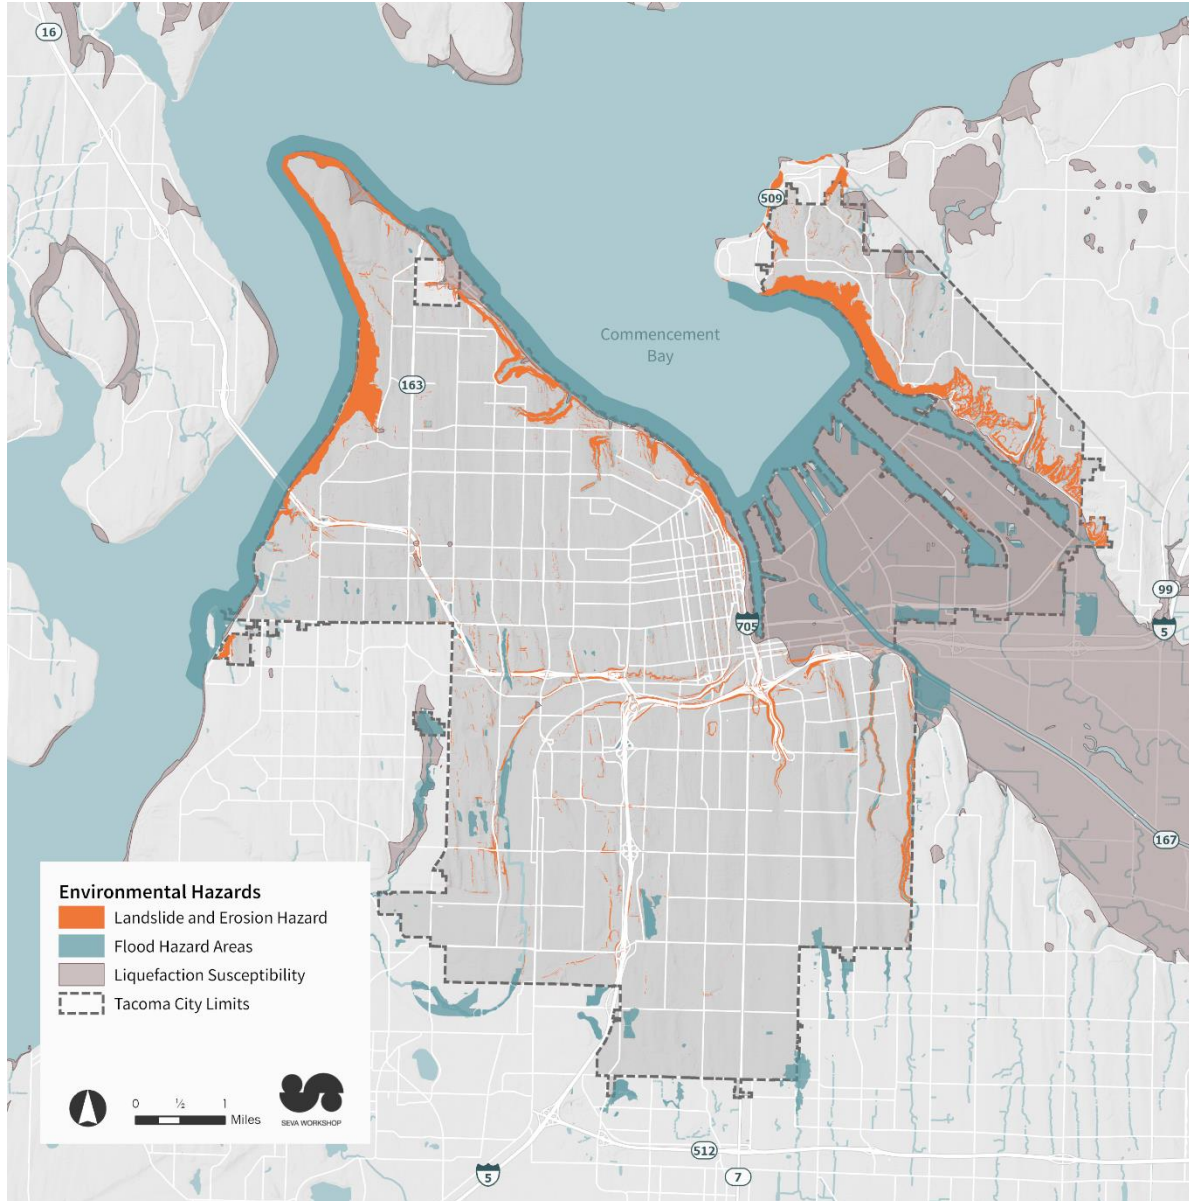 16
509
Commencement
Bay
163
99
5
705
167
Environmental Hazards
Landslide and Erosion Hazard
Flood Hazard Areas
Liquefaction Susceptibility
Tacoma City Limits
0 ½ 1
Miles
SEVA WORKSHOP
512
5
7